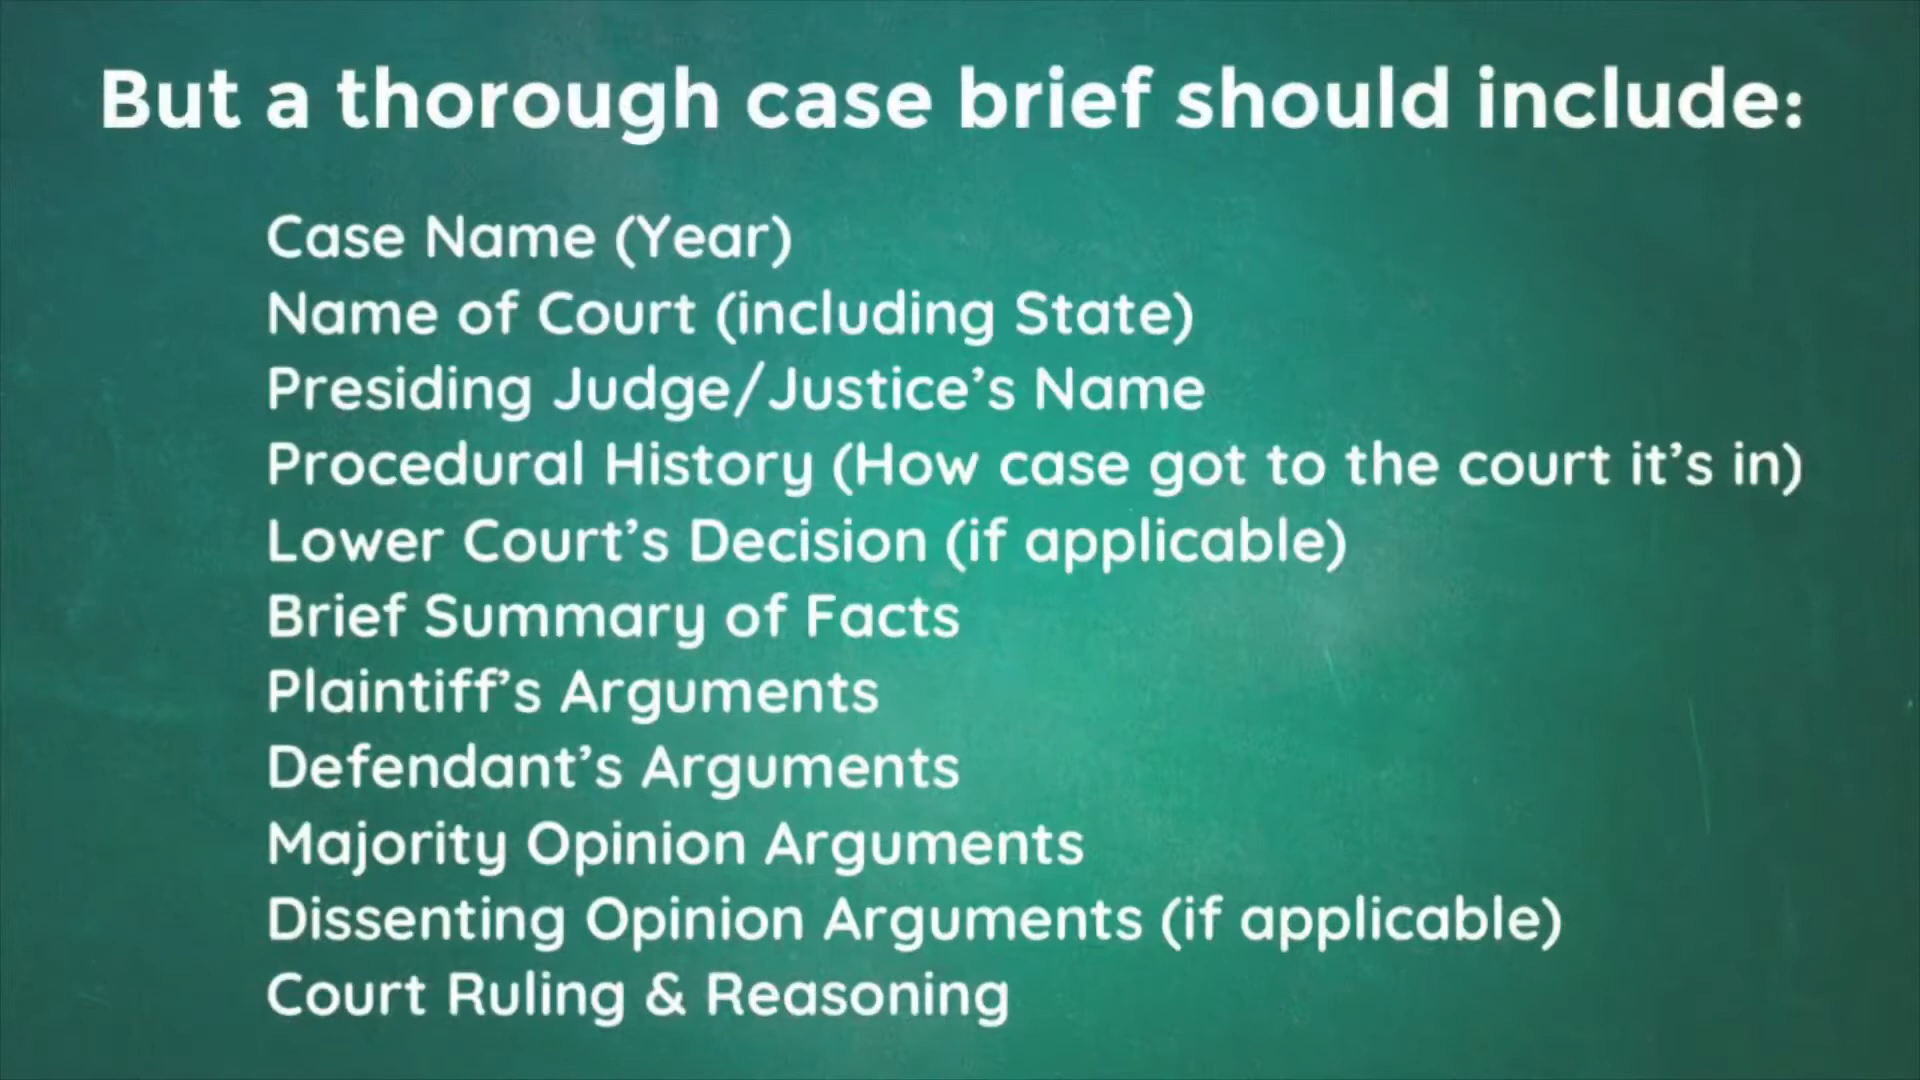 But a thorough case brief should include:
Case Name (Year)
Name of Court (including State)
Presiding Judge/Justice’s Name
Procedural History (How case got to the court it’s in)
Lower Court’s Decision (if applicable)
Brief Summary of Facts
Plaintiff’s Arguments
Defendant’s Arguments
Majority Opinion Arguments
Dissenting Opinion Arguments (if applicable)
Court Ruling & Reasoning